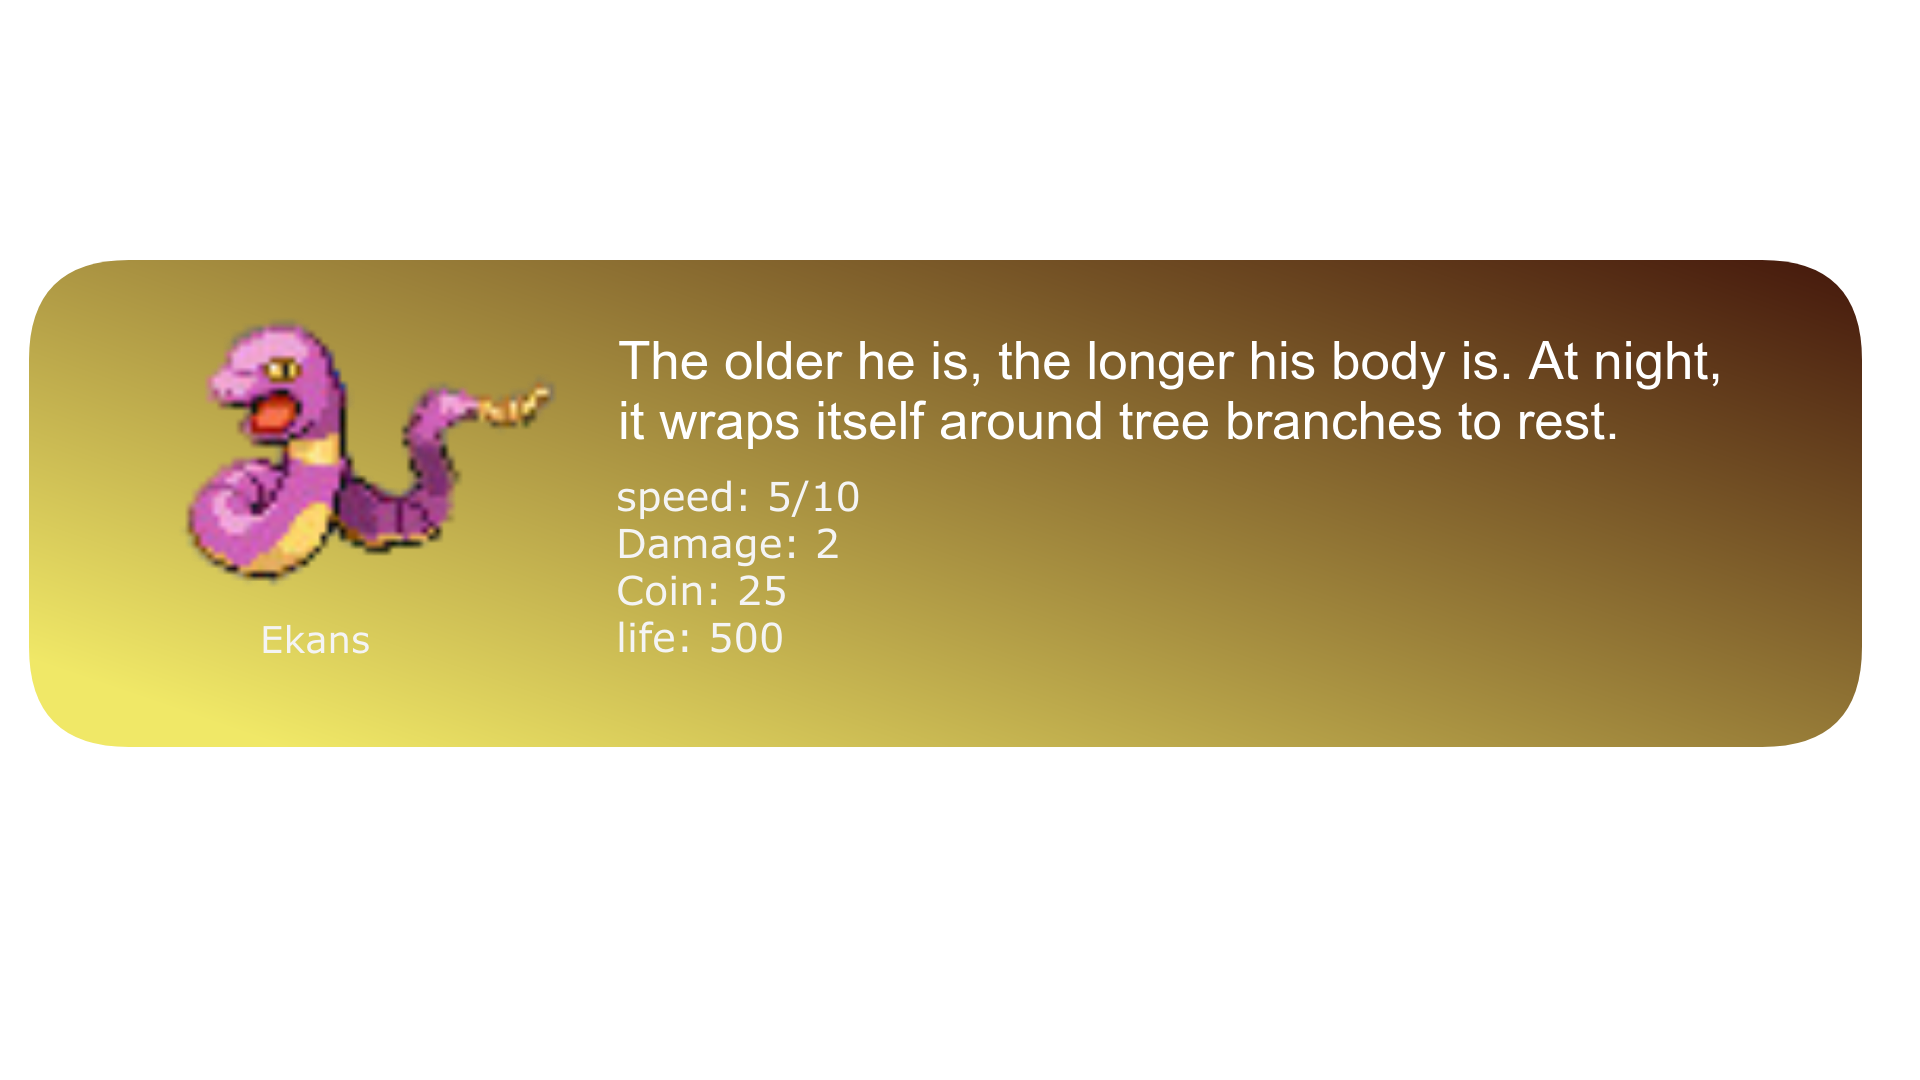 The older he is, the longer his body is. At night,
it wraps itself around tree branches to rest.
speed: 5/10
Damage: 2
Coin: 25
life: 500
Ekans